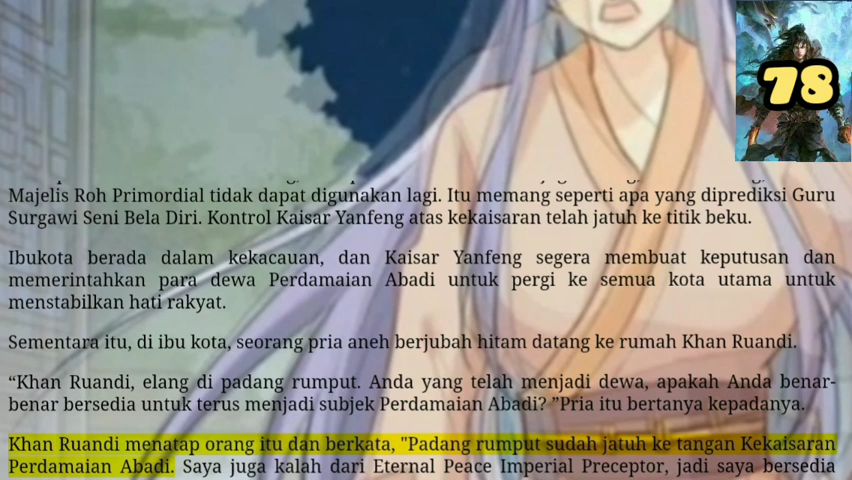 78
Majelis Roh Primordial tidak dapat digunakan lagi. Itu memang seperti apa yang diprediksi Guru
Surgawi Seni Bela Diri. Kontrol Kaisar Yanfeng atas kekaisaran telah jatuh ke titik beku.
Ibukota berada dalam kekacauan, dan Kaisar Yanfeng segera membuat keputusan dan
memerintahkan para dewa Perdamaian Abadi untuk pergi ke semua kota utama untuk
menstabilkan hati rakyat.
Sementara itu, di ibu kota, seorang pria aneh berjubah hitam datang ke rumah Khan Ruandi.
“Khan Ruandi, elang di padang rumput. Anda yang telah menjadi dewa, apakah Anda benar-
benar bersedia untuk terus menjadi subjek Perdamaian Abadi? ”Pria itu bertanya kepadanya.
Khan Ruandi menatap orang itu dan berkata, "Padang rumput sudah jatuh ke tangan Kekaisaran
Perdamaian Abadi. Saya juga kalah dari Eternal Peace Imperial Preceptor, jadi saya bersedia